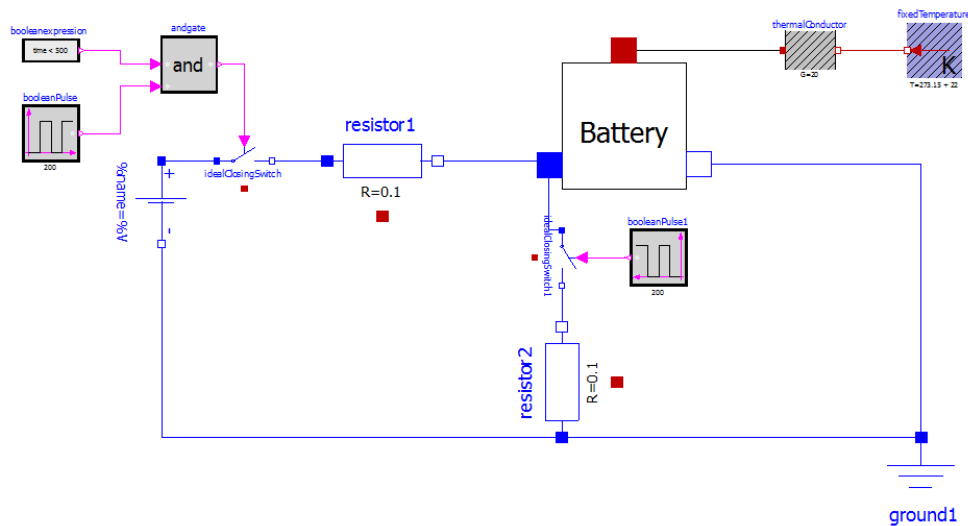 booleanexpression
time < 500
andgate
and
booleanPulse
200
resistor1
R=0.1
idealClosingSwitch
%name=%V
+
-
Battery
thermalConductor
G=20
fixedTemperature
K
T=273.15 + 22
idealClosingSwitch1
booleanPulse1
200
resistor2
R=0.1
ground1